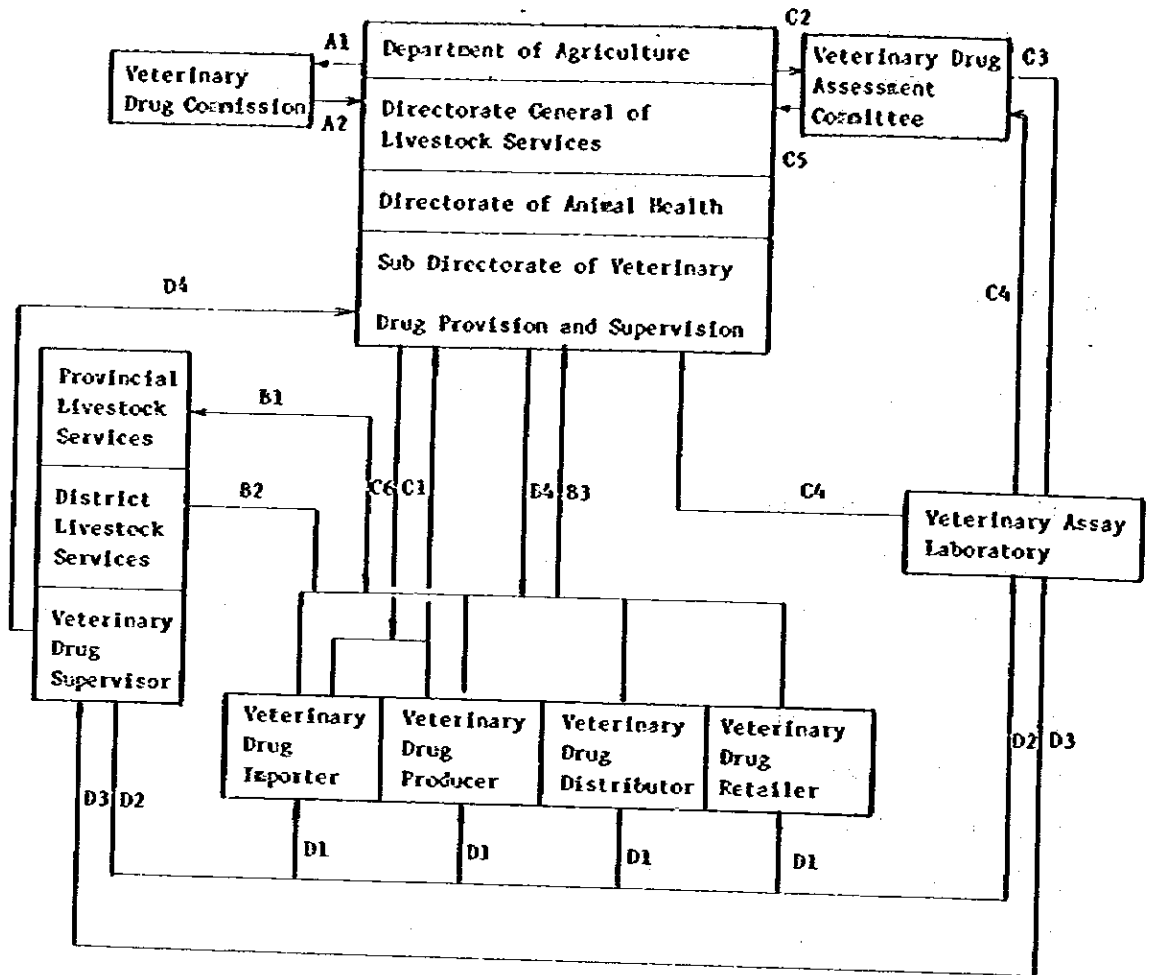 C2
A1
Department of Agriculture
Veterinary
Drug Commission
A2
Directorate General of
Livestock Services
Veterinary Drug
Assessment
Committee
C3
C5
Directorate of Animal Health
Sub Directorate of Veterinary
Drug Provision and Supervision
D4
C4
Provincial
Livestock
Services
B1
District
Livestock
Services
B2
C6
C1
B4
B3
C4
Veterinary Assay
Laboratory
Veterinary
Drug
Supervisor
Veterinary
Drug
Importer
Veterinary
Drug
Producer
Veterinary
Drug
Distributor
Veterinary
Drug
Retailer
D2
D3
D3
D2
D1
D1
D1
D1